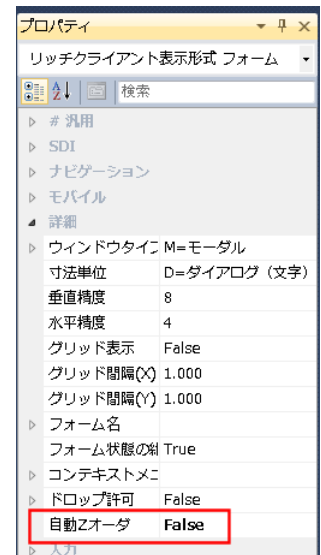 プロパティ
リッチクライアント表示形式 フォーム
検索
# 汎用
SDI
ナビゲーション
モバイル
詳細
ウィンドウタイプ M=モーダル
寸法単位 D=ダイアログ（文字）
垂直精度 8
水平精度 4
グリッド表示 False
グリッド間隔(X) 1.000
グリッド間隔(Y) 1.000
フォーム名
フォーム状態の True
コンテキストメニ
ドロップ許可 False
自動Zオーダ False
入力